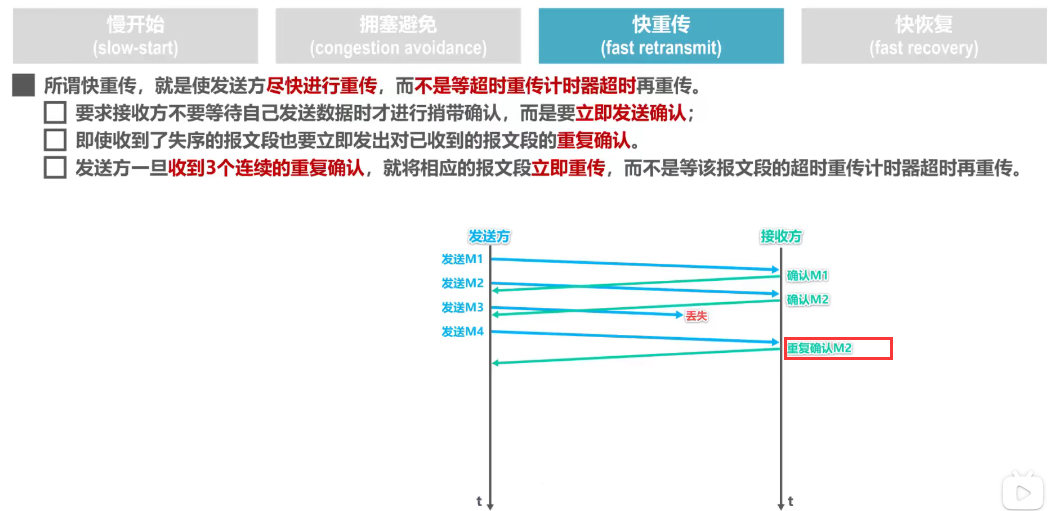 慢开始
(slow-start)
拥塞避免
(congestion avoidance)
快重传
(fast retransmit)
快恢复
(fast recovery)
所谓快重传，就是使发送方尽快进行重传，而不是等超时重传计时器超时再重传。
要求接收方不要等待自己发送数据时才进行捎带确认，而是要立即发送确认；
即使收到了失序的报文段也要立即发出对已收到的报文段的重复确认。
发送方一旦收到3个连续的重复确认，就将相应的报文段立即重传，而不是等该报文段的超时重传计时器超时再重传。
发送方
接收方
发送M1
确认M1
发送M2
确认M2
发送M3
丢失
发送M4
重复确认M2
t
t